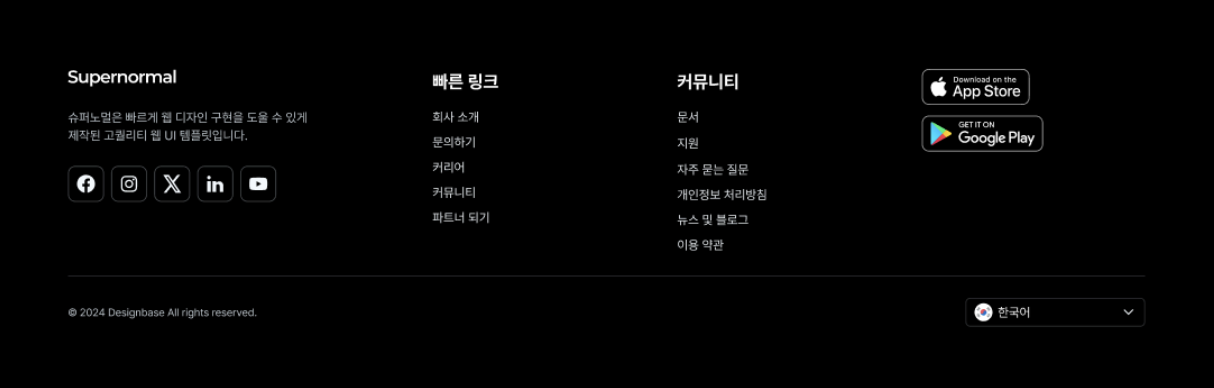 Supernormal
슈퍼노멀은 빠르게 웹 디자인 구현을 도울 수 있게
제작된 고퀄리티 웹 UI 템플릿입니다.
빠른 링크
회사 소개
문의하기
커리어
커뮤니티
파트너 되기
커뮤니티
문서
지원
자주 묻는 질문
개인정보 처리방침
뉴스 및 블로그
이용 약관
Download on the
App Store
GET IT ON
Google Play
© 2024 Designbase All rights reserved.
한국어